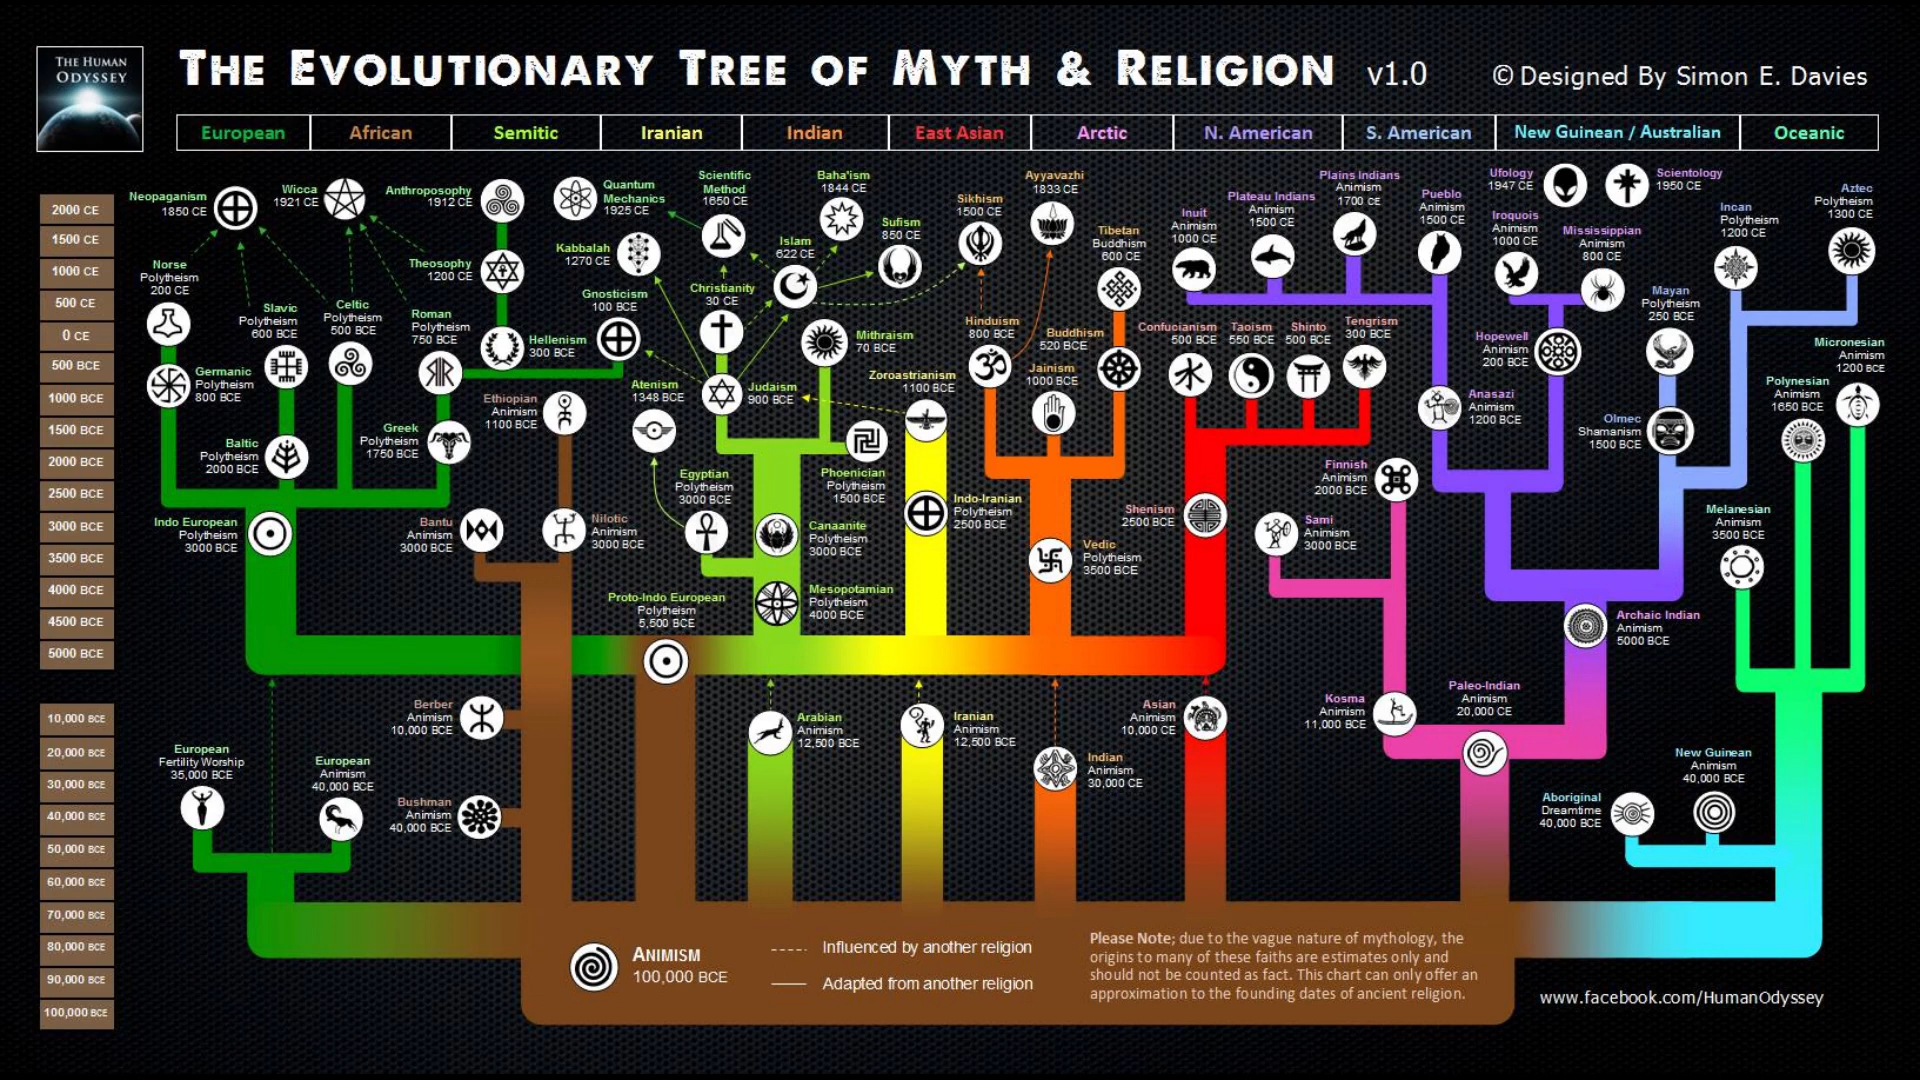 THE HUMAN
ODYSSEY
THE EVOLUTIONARY TREE OF MYTH & RELIGION v1.0
© Designed By Simon E. Davies
European
African
Semitic
Iranian
Indian
East Asian
Arctic
N. American
S. American
New Guinean / Australian
Oceanic
2000 CE
1500 CE
1000 CE
500 CE
0 CE
500 BCE
1000 BCE
1500 BCE
2000 BCE
2500 BCE
3000 BCE
3500 BCE
4000 BCE
4500 BCE
5000 BCE
10,000 BCE
20,000 BCE
30,000 BCE
40,000 BCE
50,000 BCE
60,000 BCE
70,000 BCE
80,000 BCE
90,000 BCE
100,000 BCE
Neopaganism
1850 CE
Wicca
1921 CE
Anthroposophy
1912 CE
Quantum
Mechanics
1925 CE
Scientific
Method
1650 CE
Baha'ism
1844 CE
Sikhism
1500 CE
Ayyavazhi
1833 CE
Tibetan
Buddhism
600 CE
Inuit
Animism
1000 CE
Plateau Indians
Animism
1500 CE
Plains Indians
Animism
1700 CE
Pueblo
Animism
1500 CE
Ufology
1947 CE
Scientology
1950 CE
Iroquois
Animism
1000 CE
Mississippian
Animism
800 CE
Incan
Polytheism
1200 CE
Aztec
Polytheism
1300 CE
Norse
Polytheism
200 CE
Slavic
Polytheism
600 BCE
Celtic
Polytheism
500 BCE
Roman
Polytheism
750 BCE
Theosophy
1200 CE
Kabbalah
1270 CE
Gnosticism
100 BCE
Christianity
30 CE
Islam
622 CE
Sufism
850 CE
Hellenism
300 BCE
Mithraism
70 BCE
Hinduism
800 BCE
Buddhism
520 BCE
Jainism
1000 BCE
Confucianism
500 BCE
Taoism
550 BCE
Shinto
500 BCE
Tengrism
300 BCE
Hopewell
Animism
200 BCE
Mayan
Polytheism
250 BCE
Micronesian
Animism
1200 BCE
Polynesian
Animism
1650 BCE
Germanic
Polytheism
800 BCE
Baltic
Polytheism
2000 BCE
Greek
Polytheism
1750 BCE
Ethiopian
Animism
1100 BCE
Atenism
1348 BCE
Judaism
900 BCE
Zoroastrianism
1100 BCE
Anasazi
Animism
1200 BCE
Olmec
Shamanism
1500 BCE
Egyptian
Polytheism
3000 BCE
Phoenician
Polytheism
1500 BCE
Indo-Iranian
Polytheism
2500 BCE
Shenism
2500 BCE
Finnish
Animism
2000 BCE
Sami
Animism
3000 BCE
Melanesian
Animism
3500 BCE
Indo European
Polytheism
3000 BCE
Bantu
Animism
3000 BCE
Nilotic
Animism
3000 BCE
Canaanite
Polytheism
3000 BCE
Vedic
Polytheism
3500 BCE
Proto-Indo European
Polytheism
5,500 BCE
Mesopotamian
Polytheism
4000 BCE
Archaic Indian
Animism
5000 BCE
Berber
Animism
10,000 BCE
Arabian
Animism
12,500 BCE
Iranian
Animism
12,500 BCE
Asian
Animism
10,000 CE
Kosma
Animism
11,000 BCE
Paleo-Indian
Animism
20,000 CE
European
Fertility Worship
35,000 BCE
European
Animism
40,000 BCE
Bushman
Animism
40,000 BCE
Indian
Animism
30,000 CE
New Guinean
Animism
40,000 BCE
Aboriginal
Dreamtime
40,000 BCE
ANIMISM
100,000 BCE
Influenced by another religion
Adapted from another religion
Please Note; due to the vague nature of mythology, the
origins to many of these faiths are estimates only and
should not be counted as fact. This chart can only offer an
approximation to the founding dates of ancient religion.
www.facebook.com/HumanOdyssey